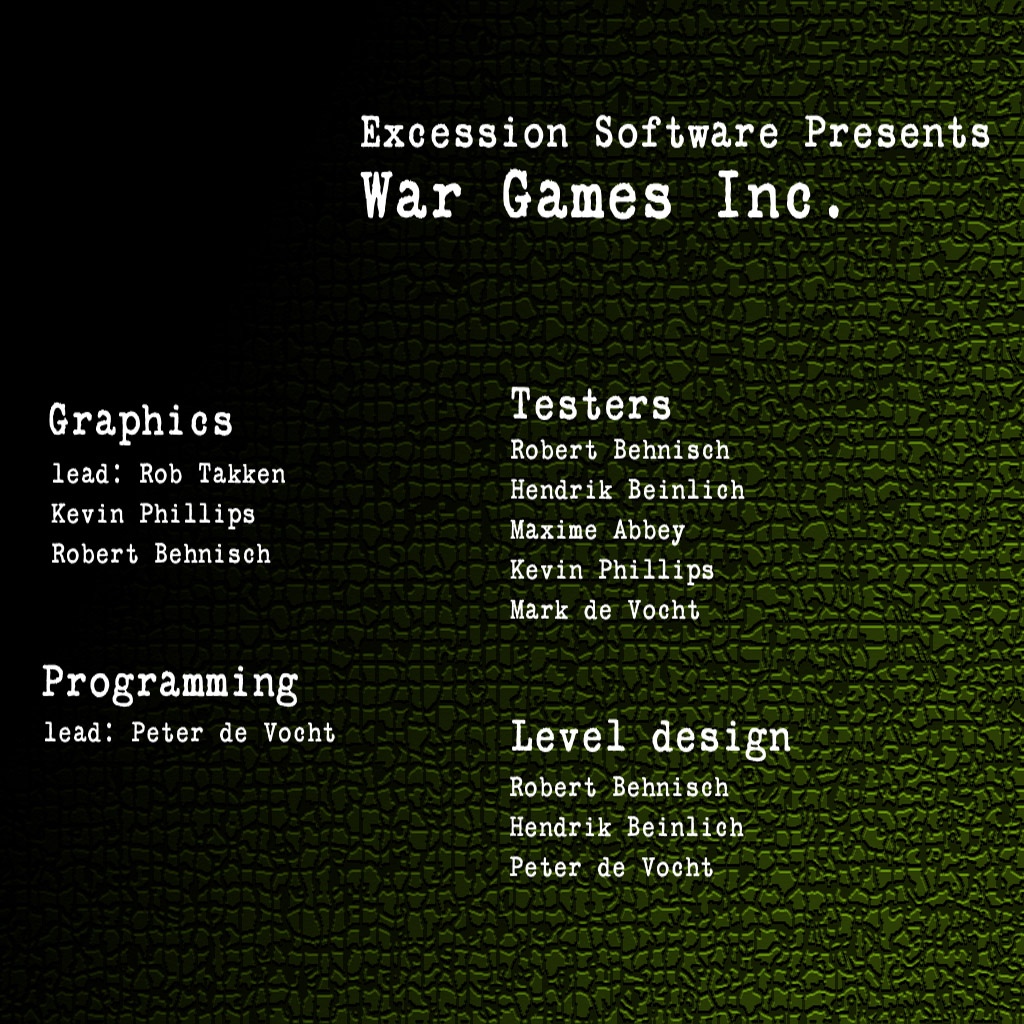 Excession Software Presents
War Games Inc.
Graphics
lead: Rob Takken
Kevin Phillips
Robert Behnisch
Programming
lead: Peter de Vocht
Testers
Robert Behnisch
Hendrik Beinlich
Maxime Abbey
Kevin Phillips
Mark de Vocht
Level design
Robert Behnisch
Hendrik Beinlich
Peter de Vocht